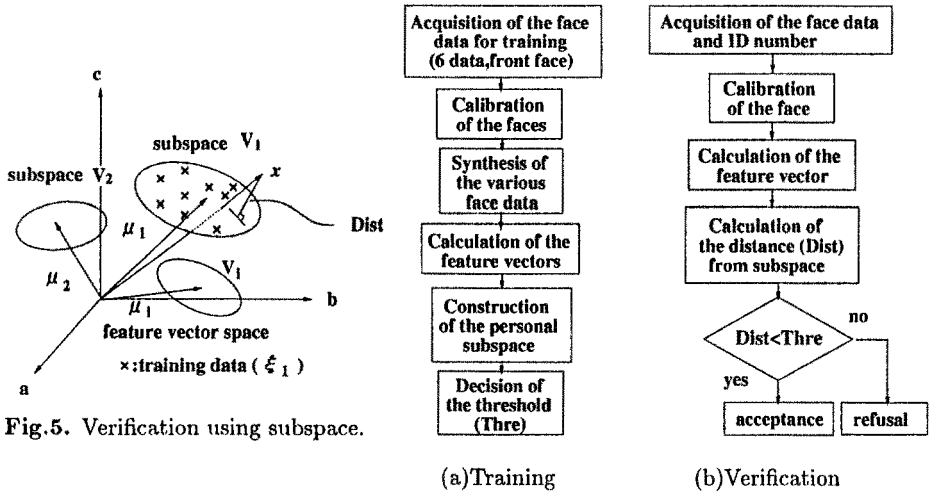 c
subspace V1
subspace V2
x
Dist
μ1
μ2
V1
μ1
b
feature vector space
×:training data ( ξ1 )
a
Fig.5. Verification using subspace.
Acquisition of the face
data for training
(6 data,front face)
Calibration
of the faces
Synthesis of
the various
face data
Calculation of the
feature vectors
Construction
of the personal
subspace
Decision of
the threshold
(Thre)
(a)Training
Acquisition of the face data
and ID number
Calibration
of the face
Calculation of the
feature vector
Calculation of
the distance (Dist)
from subspace
no
Dist<Thre
yes
acceptance
refusal
(b)Verification